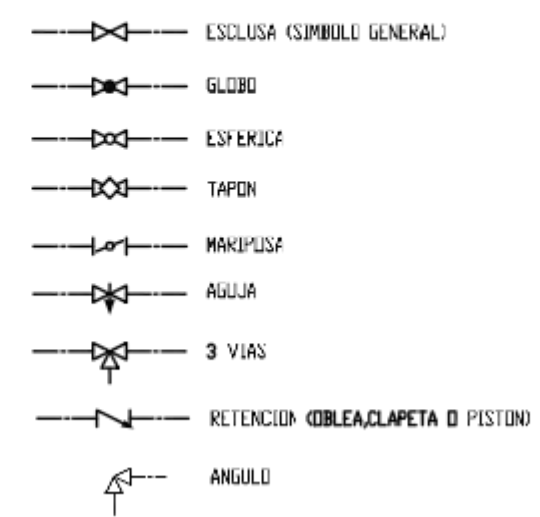 ESCLUSA (SIMBOLO GENERAL)
GLOBO
ESFERICA
TAPON
MARIPOSA
AGUJA
3 VIAS
RETENCION (OBLEA,CLAPETA O PISTON)
ANGULO